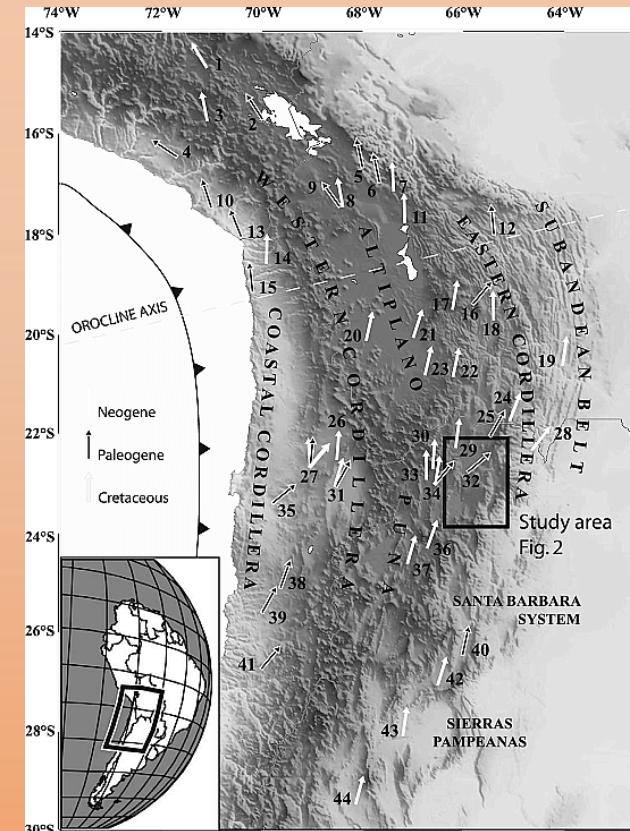 74°W 72°W 70°W 68°W 66°W 64°W
14°S
16°S
18°S
20°S
22°S
24°S
26°S
28°S
30°S
1
2
3
4
5
6
7
8
9
10
11
12
13
14
15
16
17
18
19
20
21
22
23
24
25
26
27
28
29
30
31
32
33
34
35
36
37
38
39
40
41
42
43
44
WESTERN CORDILLERA
ALTIPLANO
EASTERN CORDILLERA
SUBANDEAN BELT
COASTAL CORDILLERA
PUNA
OROCLINE AXIS
Neogene
Paleogene
Cretaceous
Study area
Fig. 2
SANTA BARBARA
SYSTEM
SIERRAS
PAMPEANAS